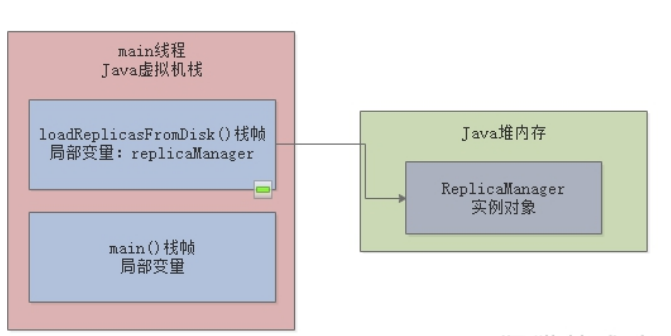 main线程
Java虚拟机栈
loadReplicasFromDisk()栈帧
局部变量：replicaManager
main()栈帧
局部变量
Java堆内存
ReplicaManager
实例对象